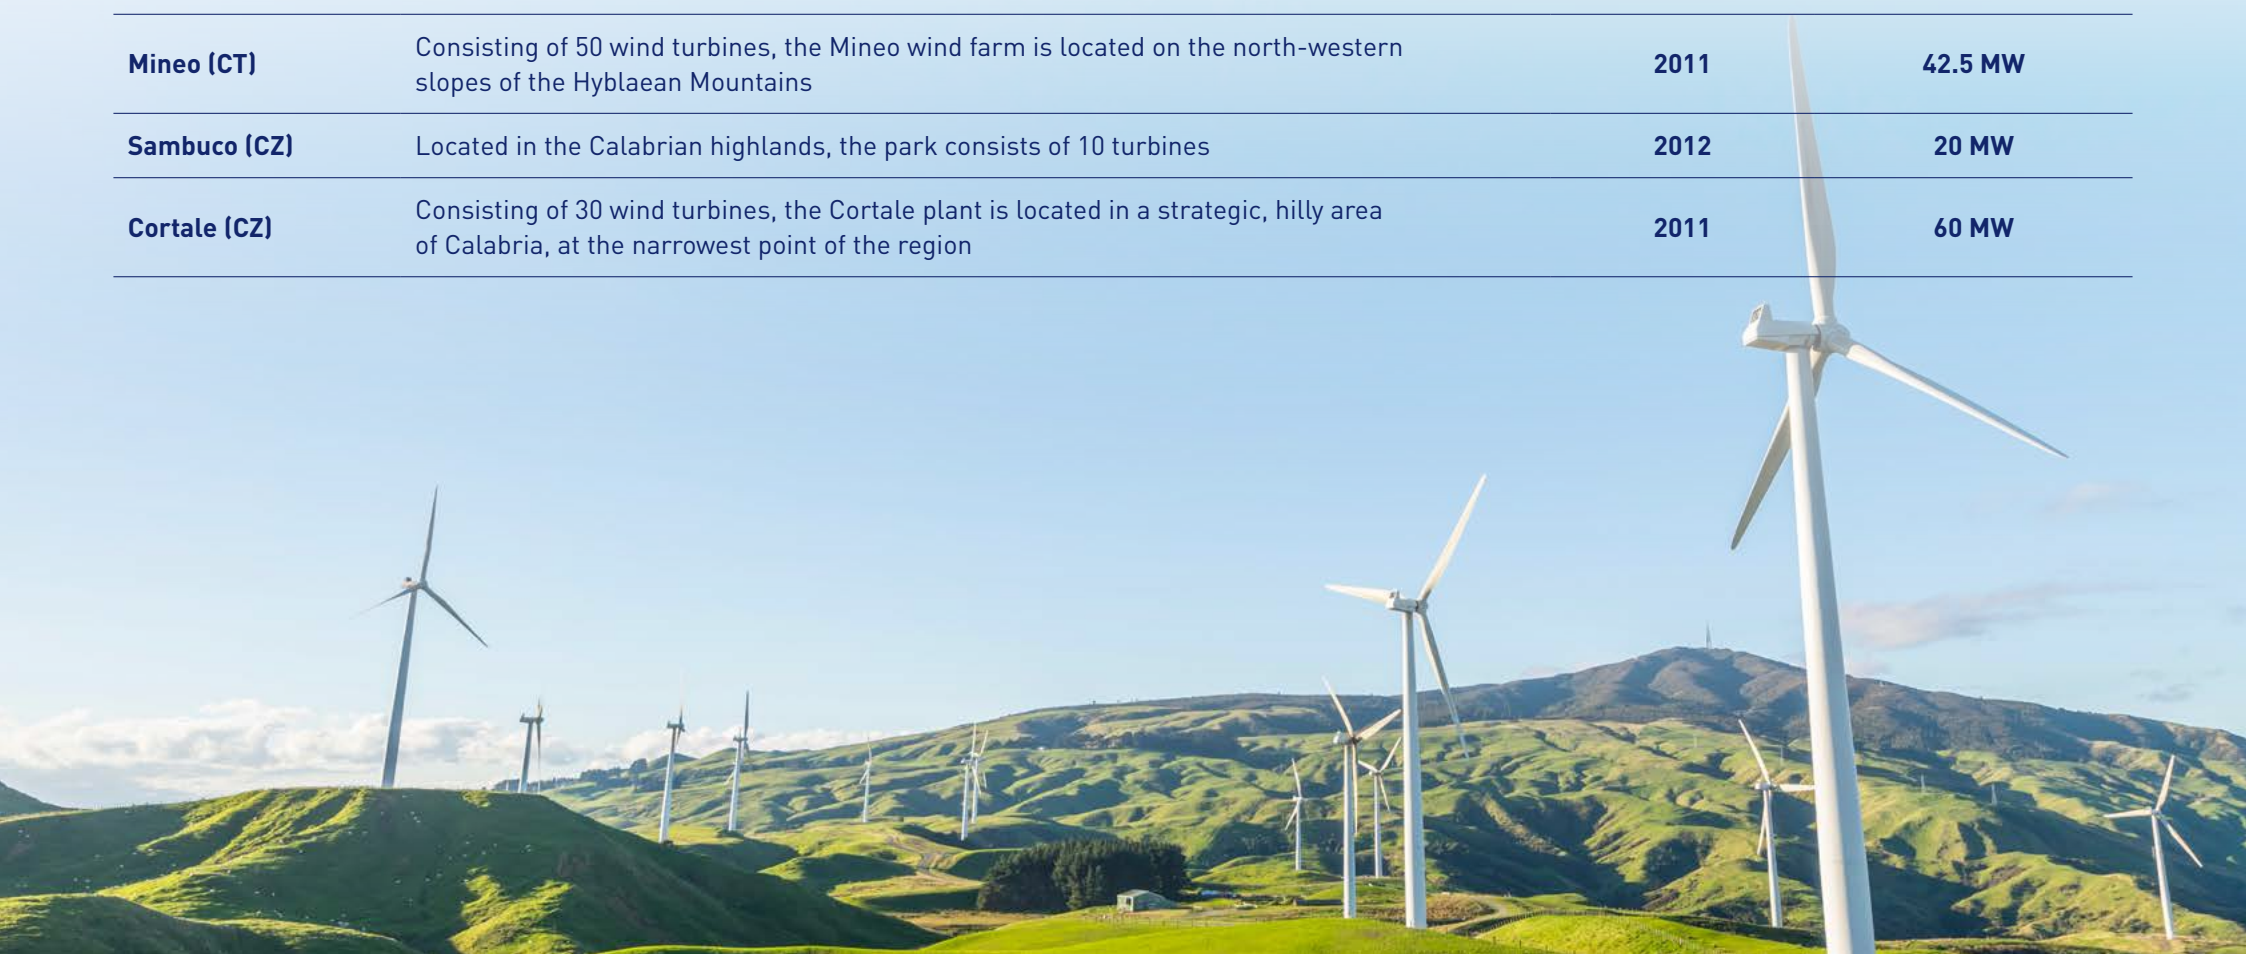 Mineo (CT)
Consisting of 50 wind turbines, the Mineo wind farm is located on the north-western
slopes of the Hyblaean Mountains
2011
42.5 MW
Sambuco (CZ)
Located in the Calabrian highlands, the park consists of 10 turbines
2012
20 MW
Cortale (CZ)
Consisting of 30 wind turbines, the Cortale plant is located in a strategic, hilly area
of Calabria, at the narrowest point of the region
2011
60 MW